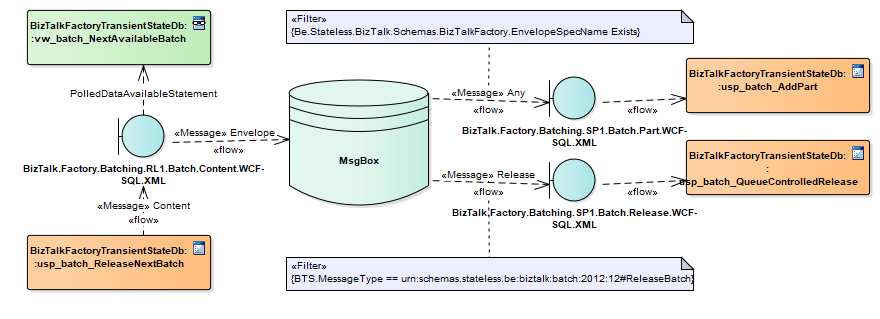 BizTalkFactoryTransientStateDb:
:vw_batch_NextAvailableBatch
«Filter»
{Be.Stateless.BizTalk.Schemas.BizTalkFactory.EnvelopeSpecName Exists}
PolledDataAvailableStatement
«Message» Envelope
«flow»
BizTalk.Factory.Batching.RL1.Batch.Content.WCF-
SQL.XML
«Message» Content
«flow»
BizTalkFactoryTransientStateDb:
:usp_batch_ReleaseNextBatch
MsgBox
«Message» Any
«flow»
BizTalk.Factory.Batching.SP1.Batch.Part.WCF-
SQL.XML
«flow»
BizTalkFactoryTransientStateDb:
:usp_batch_AddPart
«Message» Release
«flow»
BizTalk.Factory.Batching.SP1.Batch.Release.WCF-
SQL.XML
«flow»
BizTalkFactoryTransientStateDb:
:
usp_batch_QueueControlledRelease
«Filter»
{BTS.MessageType == urn:schemas.stateless.be:biztalk:batch:2012:12#ReleaseBatch}